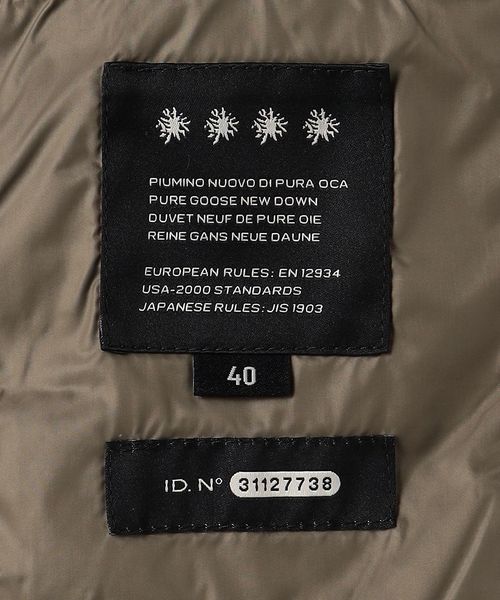 PIUMINO NUOVO DI PURA OCA
PURE GOOSE NEW DOWN
DUVET NEUF DE PURE OIE
REINE GANS NEUE DAUNE
EUROPEAN RULES: EN 12934
USA-2000 STANDARDS
JAPANESE RULES: JIS 1903
40
ID. N° 31127738